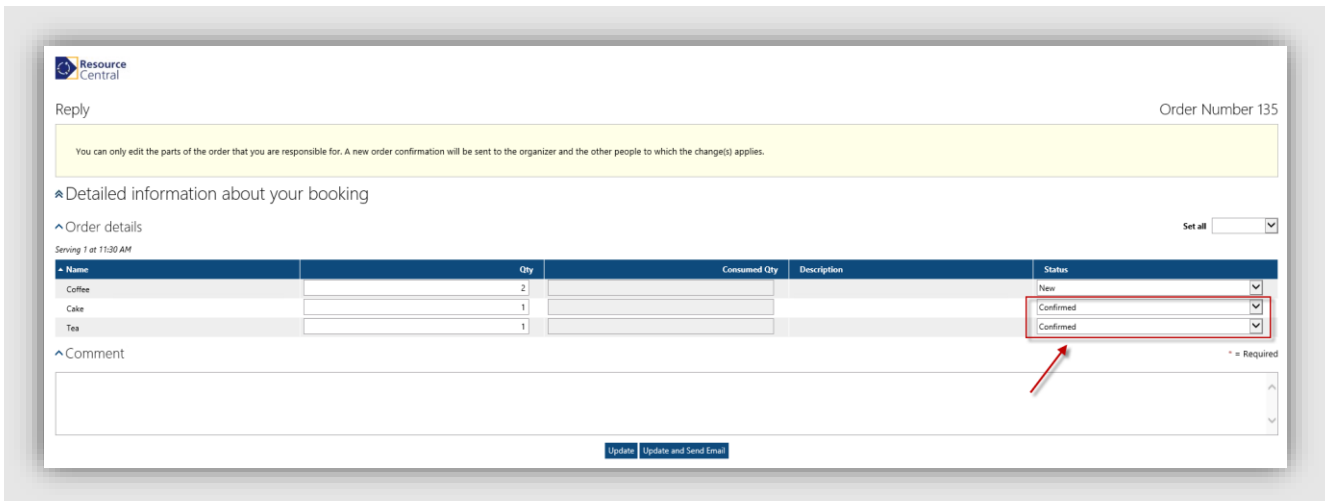 Resource
Central
Reply Order Number 135
You can only edit the parts of the order that you are responsible for. A new order confirmation will be sent to the organizer and the other people to which the change(s) applies.
Detailed information about your booking
Order details Set all
Serving 1 at 11:30 AM
Name Qty Consumed Qty Description Status
Coffee 2 New
Cake 1 Confirmed
Tea 1 Confirmed
Comment * = Required
Update Update and Send Email